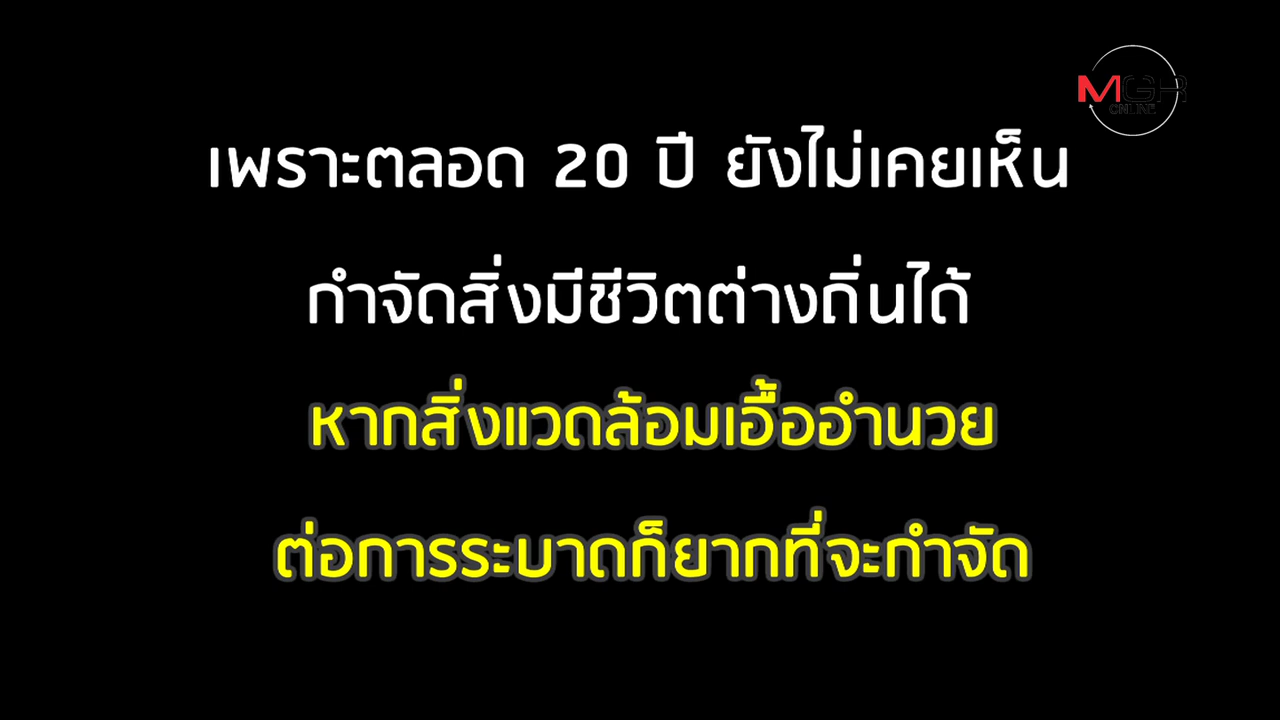 MGR
ONLINE
เพราะตลอด 20 ปี ยังไม่เคยเห็น
กำจัดสิ่งมีชีวิตต่างถิ่นได้
หากสิ่งแวดล้อมเอื้ออำนวย
ต่อการระบาดก็ยากที่จะกำจัด